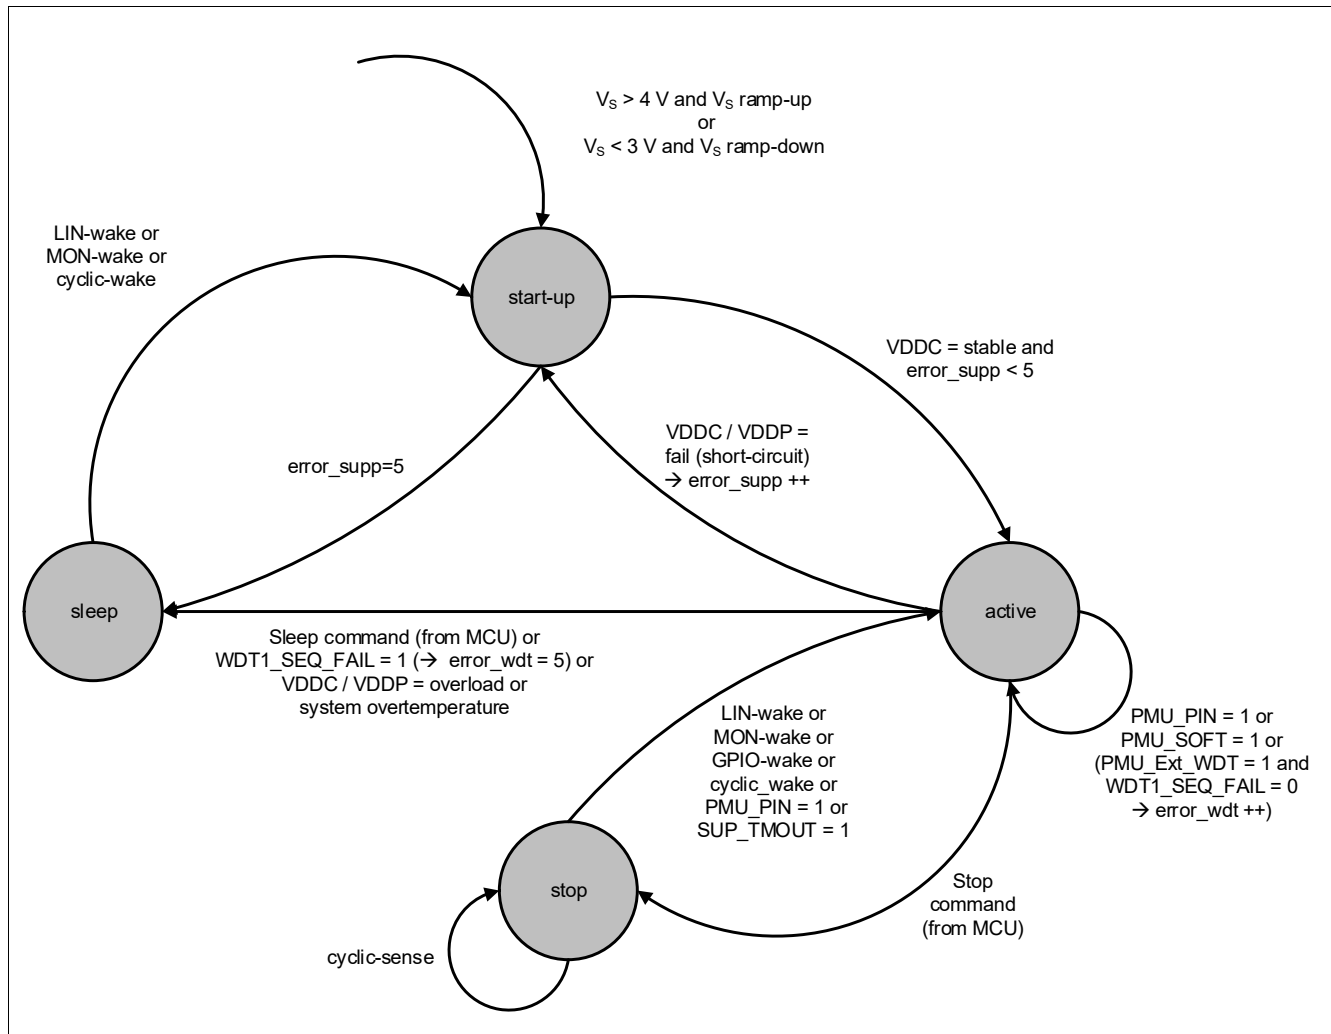 V_S > 4 V and V_S ramp-up
or
V_S < 3 V and V_S ramp-down
LIN-wake or
MON-wake or
cyclic-wake
start-up
VDDC = stable and
error_supp < 5
VDDC / VDDP =
fail (short-circuit)
→ error_supp ++
error_supp=5
sleep
active
Sleep command (from MCU) or
WDT1_SEQ_FAIL = 1 (→ error_wdt = 5) or
VDDC / VDDP = overload or
system overtemperature
LIN-wake or
MON-wake or
GPIO-wake or
cyclic_wake or
PMU_PIN = 1 or
SUP_TMOUT = 1
PMU_PIN = 1 or
PMU_SOFT = 1 or
(PMU_Ext_WDT = 1 and
WDT1_SEQ_FAIL = 0
→ error_wdt ++)
stop
Stop
command
(from MCU)
cyclic-sense